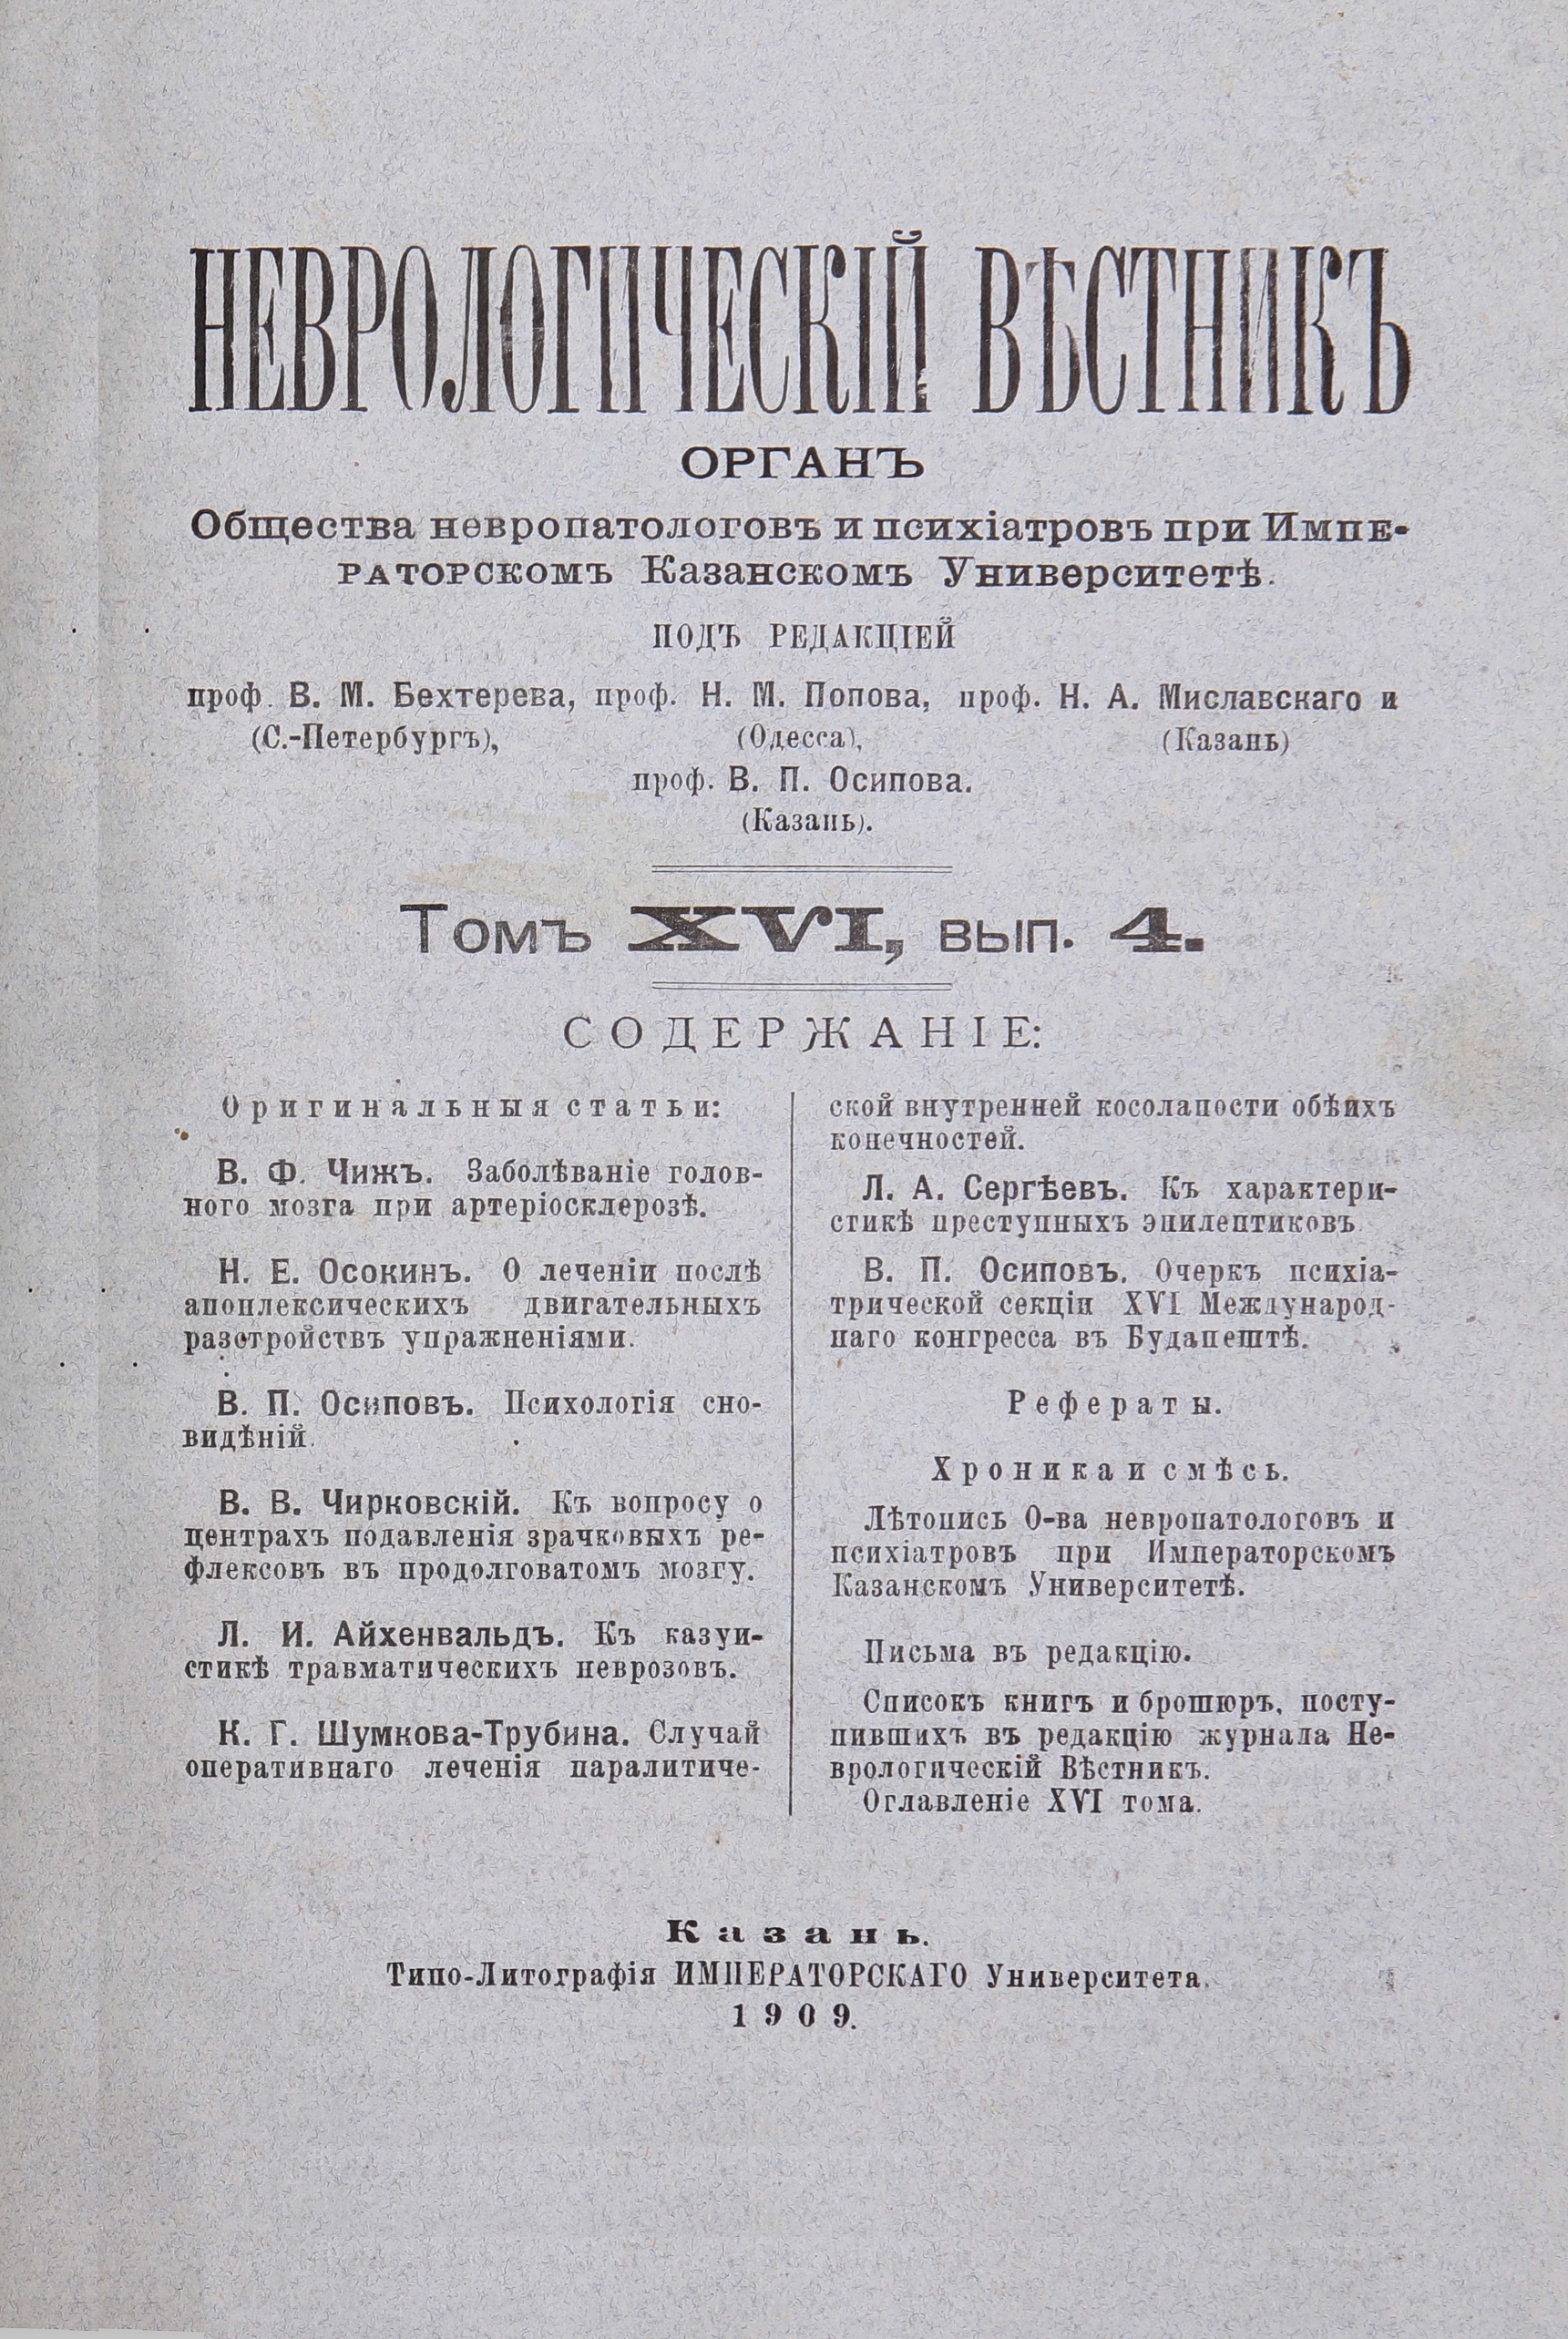 НЕВРОЛОГИЧЕСКІЙ ВѢСТНИКЪ
ОРГАНЪ
Общества невропатологовъ и психіатровъ при Импе-
раторскомъ Казанскомъ Университетѣ.
ПОДЪ РЕДАКЦІЕЙ
проф. В. М. Бехтерева, проф. Н. М. Попова, проф. Н. А. Миславскаго и
(С.-Петербургъ), (Одесса), (Казань)
проф. В. П. Осипова.
(Казань).
Томъ XVI, вып. 4.
СОДЕРЖАНІЕ:
Оригинальныя статьи:
В. Ф. Чижъ. Заболѣваніе голов-
ного мозга при артеріосклерозѣ.
Н. Е. Осокинъ. О леченіи послѣ
апоплексическихъ двигательныхъ
разстройствъ упражненіями.
В. П. Осиповъ. Психологія сно-
видѣній.
В. В. Чирковскій. Къ вопросу о
центрахъ подавленія зрачковыхъ ре-
флексовъ въ продолговатомъ мозгу.
Л. И. Айхенвальдъ. Къ казуи-
стикѣ травматическихъ неврозовъ.
К. Г. Шумкова-Трубина. Случай
оперативнаго леченія паралитиче-
ской внутренней косолапости обѣихъ
конечностей.
Л. А. Сергѣевъ. Къ характери-
стикѣ преступныхъ эпилептиковъ.
В. П. Осиповъ. Очеркъ психіа-
трической секціи XVI Международ-
наго конгресса въ Будапештѣ.
Рефераты.
Хроника и смѣсь.
Лѣтопись О-ва невропатологовъ и
психіатровъ при Императорскомъ
Казанскомъ Университетѣ.
Письма въ редакцію.
Списокъ книгъ и брошюръ, посту-
пившихъ въ редакцію журнала Не-
врологическій Вѣстникъ.
Оглавленіе XVI тома.
Казань.
Типо-Литографія ИМПЕРАТОРСКАГО Университета.
1909.